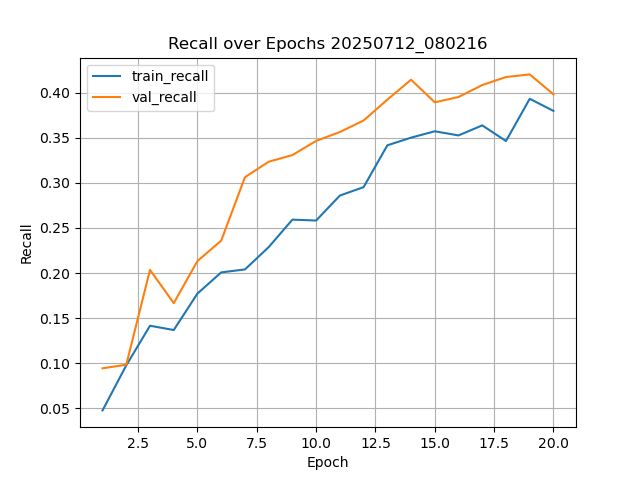 Recall over Epochs 20250712_080216
train_recall
val_recall
0.40
0.35
0.30
0.25
0.20
0.15
0.10
0.05
Recall
2.5 5.0 7.5 10.0 12.5 15.0 17.5 20.0
Epoch